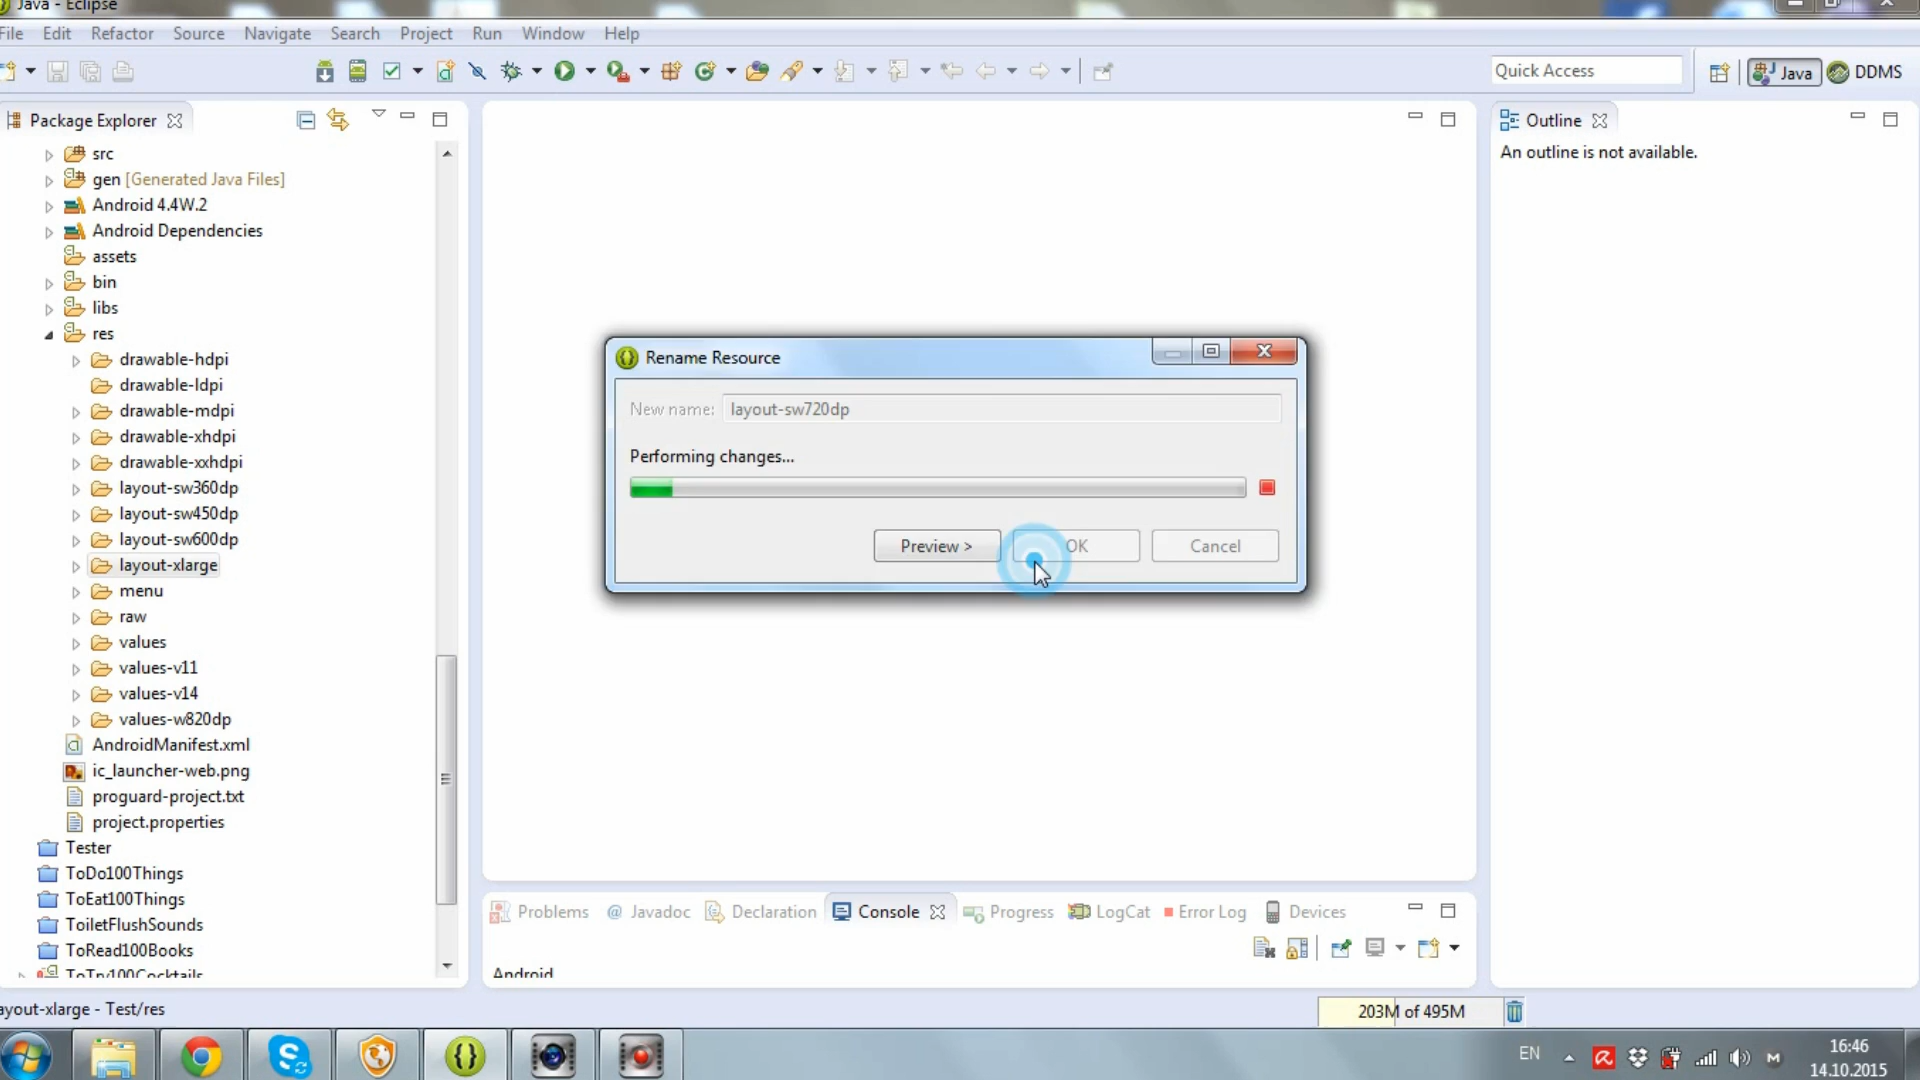 Java - Eclipse
File Edit Refactor Source Navigate Search Project Run Window Help
Quick Access
Java
DDMS
Package Explorer
src
gen [Generated Java Files]
Android 4.4W.2
Android Dependencies
assets
bin
libs
res
drawable-hdpi
drawable-ldpi
drawable-mdpi
drawable-xhdpi
drawable-xxhdpi
layout-sw360dp
layout-sw450dp
layout-sw600dp
layout-xlarge
menu
raw
values
values-v11
values-v14
values-w820dp
AndroidManifest.xml
ic_launcher-web.png
proguard-project.txt
project.properties
Tester
ToDo100Things
ToEat100Things
ToiletFlushSounds
ToRead100Books
ToTry100Cocktails
Outline
An outline is not available.
Rename Resource
New name: layout-sw720dp
Performing changes...
Preview > OK Cancel
Problems @ Javadoc Declaration Console Progress LogCat Error Log Devices
Android
ayout-xlarge - Test/res
203M of 495M
EN
16:46
14.10.2015